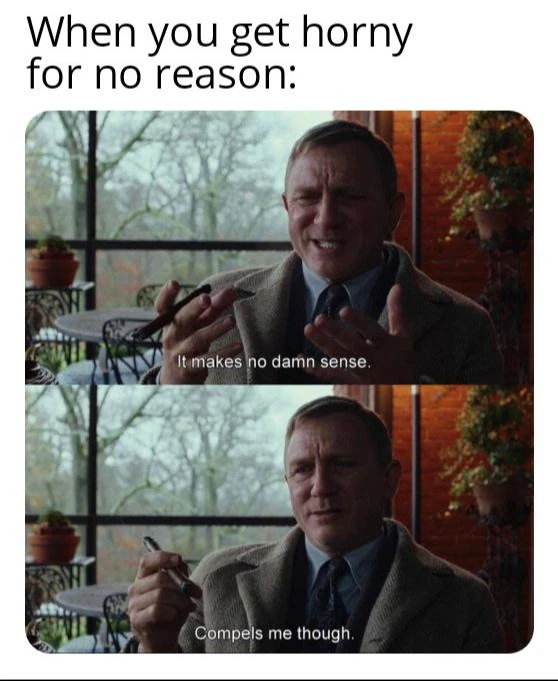 When you get horny
for no reason:
It makes no damn sense.
Compels me though.